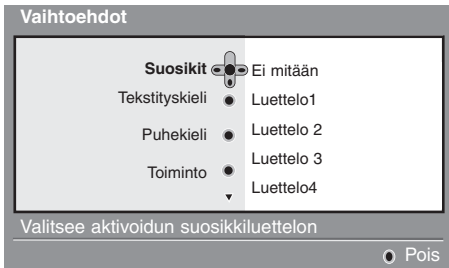 Vaihtoehdot
Suosikit
Tekstityskieli
Puhekieli
Toiminto
Ei mitään
Luettelo1
Luettelo 2
Luettelo 3
Luettelo4
Valitsee aktivoidun suosikkiluettelon
Pois